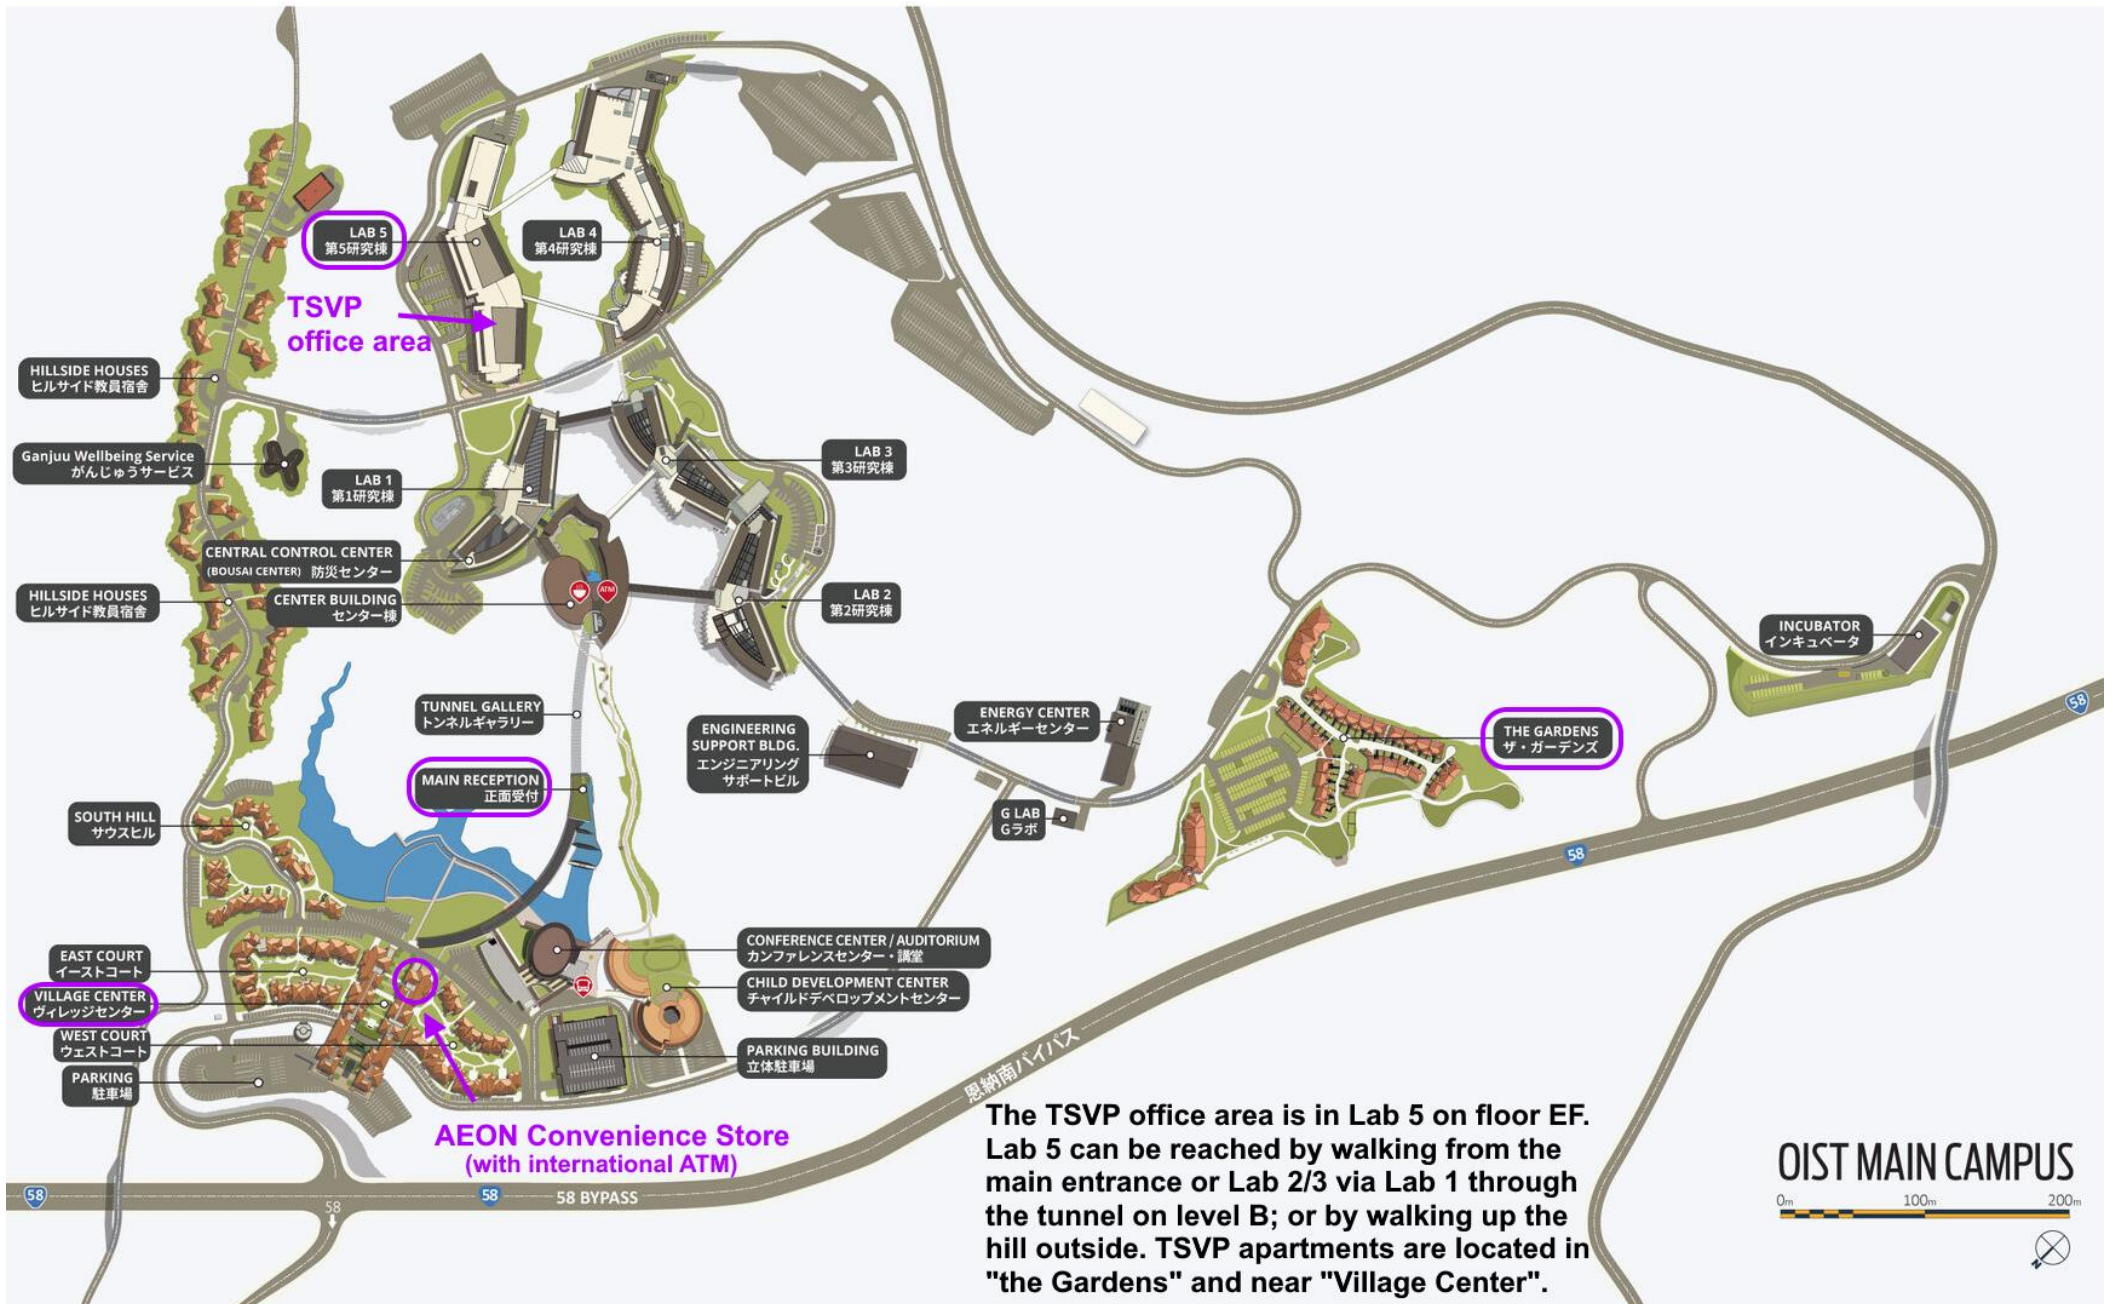 LAB 5
第5研究棟
LAB 4
第4研究棟
TSVP
office area
HILLSIDE HOUSES
ヒルサイド教員宿舎
Ganjuu Wellbeing Service
がんじゅうサービス
LAB 1
第1研究棟
LAB 3
第3研究棟
CENTRAL CONTROL CENTER
(BOUSAI CENTER) 防災センター
HILLSIDE HOUSES
ヒルサイド教員宿舎
CENTER BUILDING
センター棟
ATM
LAB 2
第2研究棟
INCUBATOR
インキュベータ
TUNNEL GALLERY
トンネルギャラリー
ENGINEERING
SUPPORT BLDG.
エンジニアリング
サポートビル
ENERGY CENTER
エネルギーセンター
THE GARDENS
ザ・ガーデンズ
58
MAIN RECEPTION
正面受付
SOUTH HILL
サウスヒル
G LAB
Gラボ
58
EAST COURT
イーストコート
VILLAGE CENTER
ヴィレッジセンター
WEST COURT
ウェストコート
PARKING
駐車場
CONFERENCE CENTER / AUDITORIUM
カンファレンスセンター・講堂
CHILD DEVELOPMENT CENTER
チャイルドデベロップメントセンター
PARKING BUILDING
立体駐車場
恩納南バイパス
AEON Convenience Store
(with international ATM)
58
58
58 BYPASS
58
The TSVP office area is in Lab 5 on floor EF.
Lab 5 can be reached by walking from the
main entrance or Lab 2/3 via Lab 1 through
the tunnel on level B; or by walking up the
hill outside. TSVP apartments are located in
"the Gardens" and near "Village Center".
OIST MAIN CAMPUS
0m 100m 200m
N